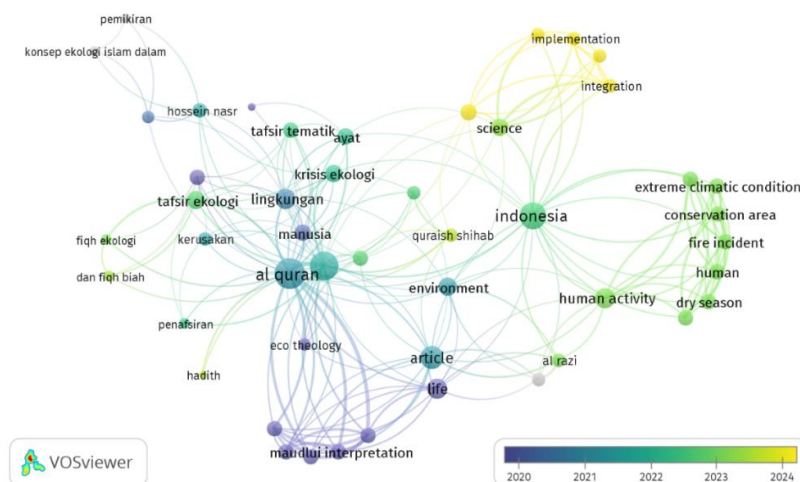 pemikiran
implementation
konsep ekologi islam dalam
integration
hossein nasr
science
tafsir tematik
ayat
krisis ekologi
extreme climatic condition
tafsir ekologi
lingkungan
indonesia
conservation area
manusia
quraish shihab
fiqh ekologi
kerusakan
fire incident
al quran
human
dan fiqh biah
environment
human activity
dry season
penafsiran
eco theology
article
al razi
hadith
life
maudlui interpretation
VOSviewer
2020 2021 2022 2023 2024